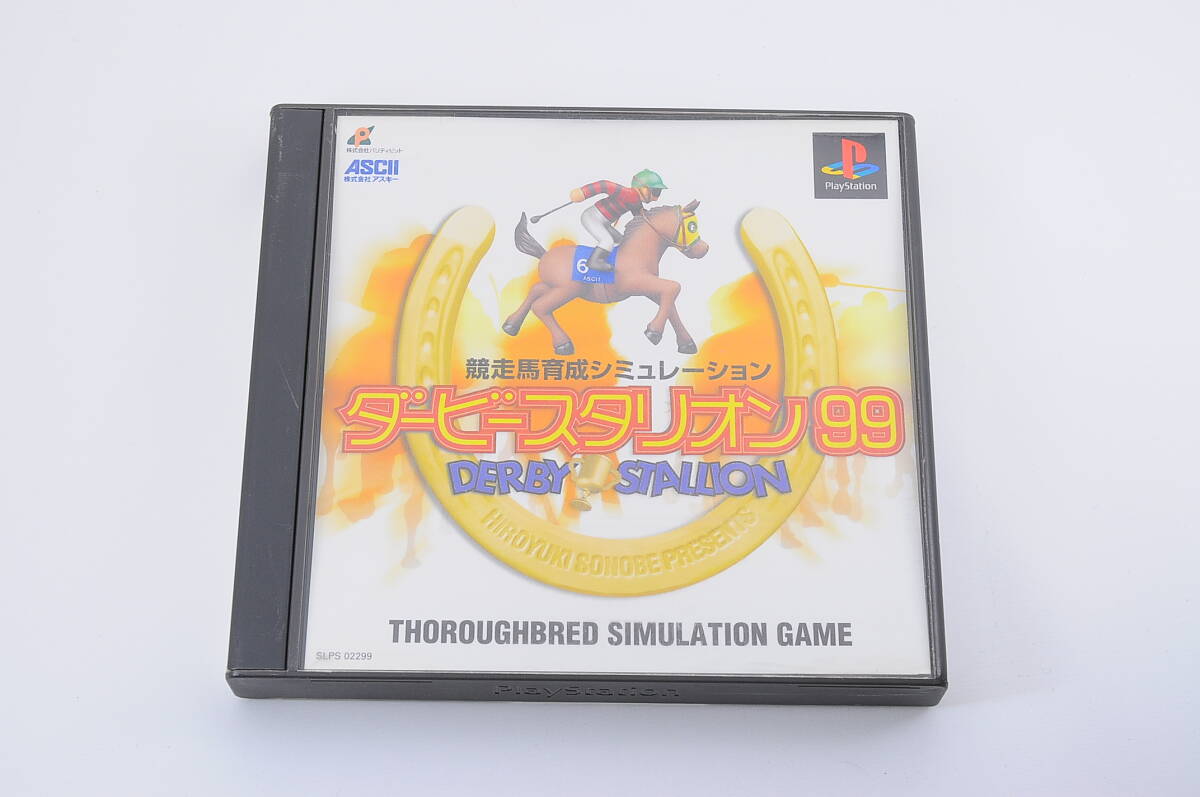 株式会社パリティビット
ASCII
株式会社アスキー
PlayStation
6
ASCII
競走馬育成シミュレーション
ダービースタリオン99
DERBY STALLION
HIROYUKI SONOBE PRESENTS
THOROUGHBRED SIMULATION GAME
SLPS 02299
PlayStation